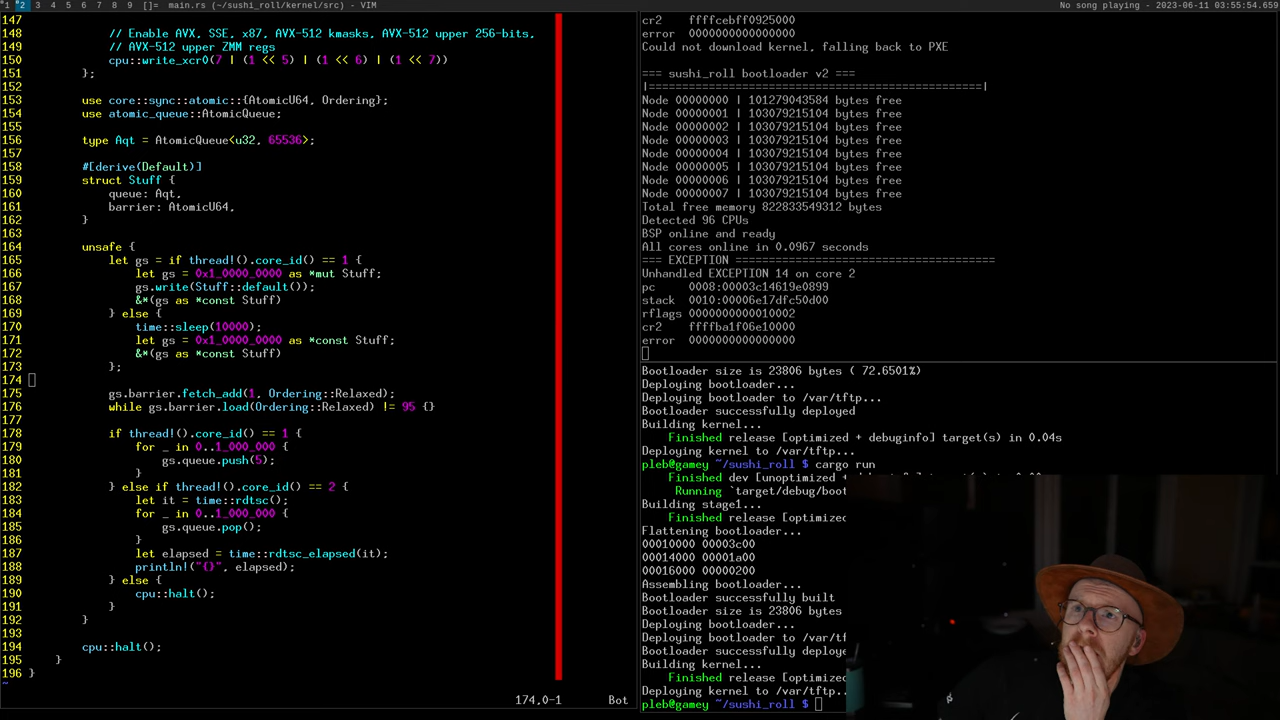 1 2 3 4 5 6 7 8 9 []= main.rs (~/sushi_roll/kernel/src) - VIM
No song playing - 2023-06-11 03:55:54.659
147
148 // Enable AVX, SSE, x87, AVX-512 kmasks, AVX-512 upper 256-bits,
149 // AVX-512 upper ZMM regs
150 cpu::write_xcr0(7 | (1 << 5) | (1 << 6) | (1 << 7))
151 };
152
153 use core::sync::atomic::{AtomicU64, Ordering};
154 use atomic_queue::AtomicQueue;
155
156 type Aqt = AtomicQueue<u32, 65536>;
157
158 #[derive(Default)]
159 struct Stuff {
160 queue: Aqt,
161 barrier: AtomicU64,
162 }
163
164 unsafe {
165 let gs = if thread!().core_id() == 1 {
166 let gs = 0x1_0000_0000 as *mut Stuff;
167 gs.write(Stuff::default());
168 &*(gs as *const Stuff)
169 } else {
170 time::sleep(10000);
171 let gs = 0x1_0000_0000 as *const Stuff;
172 &*(gs as *const Stuff)
173 };
174
175 gs.barrier.fetch_add(1, Ordering::Relaxed);
176 while gs.barrier.load(Ordering::Relaxed) != 95 {}
177
178 if thread!().core_id() == 1 {
179 for _ in 0..1_000_000 {
180 gs.queue.push(5);
181 }
182 } else if thread!().core_id() == 2 {
183 let it = time::rdtsc();
184 for _ in 0..1_000_000 {
185 gs.queue.pop();
186 }
187 let elapsed = time::rdtsc_elapsed(it);
188 println!("{}", elapsed);
189 } else {
190 cpu::halt();
191 }
192 }
193
194 cpu::halt();
195 }
196 }
~
174,0-1 Bot
cr2 ffffcebff0925000
error 0000000000000000
Could not download kernel, falling back to PXE
=== sushi_roll bootloader v2 ===
|==================================================|
Node 00000000 | 101279043584 bytes free
Node 00000001 | 103079215104 bytes free
Node 00000002 | 103079215104 bytes free
Node 00000003 | 103079215104 bytes free
Node 00000004 | 103079215104 bytes free
Node 00000005 | 103079215104 bytes free
Node 00000006 | 103079215104 bytes free
Node 00000007 | 103079215104 bytes free
Total free memory 822833549312 bytes
Detected 96 CPUs
BSP online and ready
All cores online in 0.0967 seconds
=== EXCEPTION =======================================
Unhandled EXCEPTION 14 on core 2
pc 0008:00003c14619e0899
stack 0010:00006e17dfc50d00
rflags 0000000000010002
cr2 ffffba1f06e10000
error 0000000000000000
Bootloader size is 23806 bytes ( 72.6501%)
Deploying bootloader...
Deploying bootloader to /var/tftp...
Bootloader successfully deployed
Building kernel...
Finished release [optimized + debuginfo] target(s) in 0.04s
Deploying kernel to /var/tftp...
pleb@gamey ~/sushi_roll $ cargo run
Finished dev [unoptimized +
Running `target/debug/boot
Building stage1...
Finished release [optimized
Flattening bootloader...
00010000 00003c00
00014000 00001a00
00016000 00000200
Assembling bootloader...
Bootloader successfully built
Bootloader size is 23806 bytes
Deploying bootloader...
Deploying bootloader to /var/tf
Bootloader successfully deploye
Building kernel...
Finished release [optimized
Deploying kernel to /var/tftp...
pleb@gamey ~/sushi_roll $